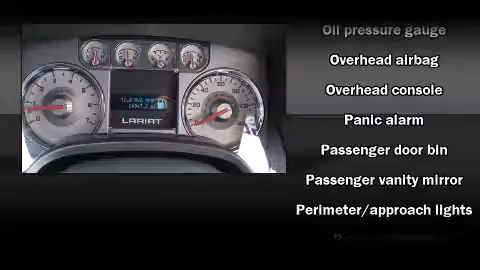 Oil pressure gauge
Overhead airbag
Overhead console
Panic alarm
Passenger door bin
Passenger vanity mirror
Perimeter/approach lights
LARIAT